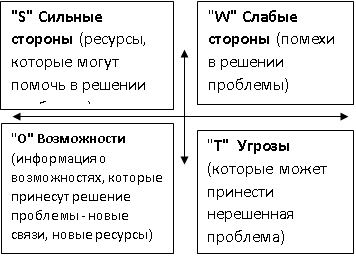 "S" Сильные
стороны (ресурсы,
которые могут
помочь в решении
"W" Слабые
стороны (помехи
в решении
проблемы)
"O" Возможности
(информация о
возможностях, которые
принесут решение
проблемы - новые
связи, новые ресурсы)
"T" Угрозы
(которые может
принести
нерешенная
проблема)